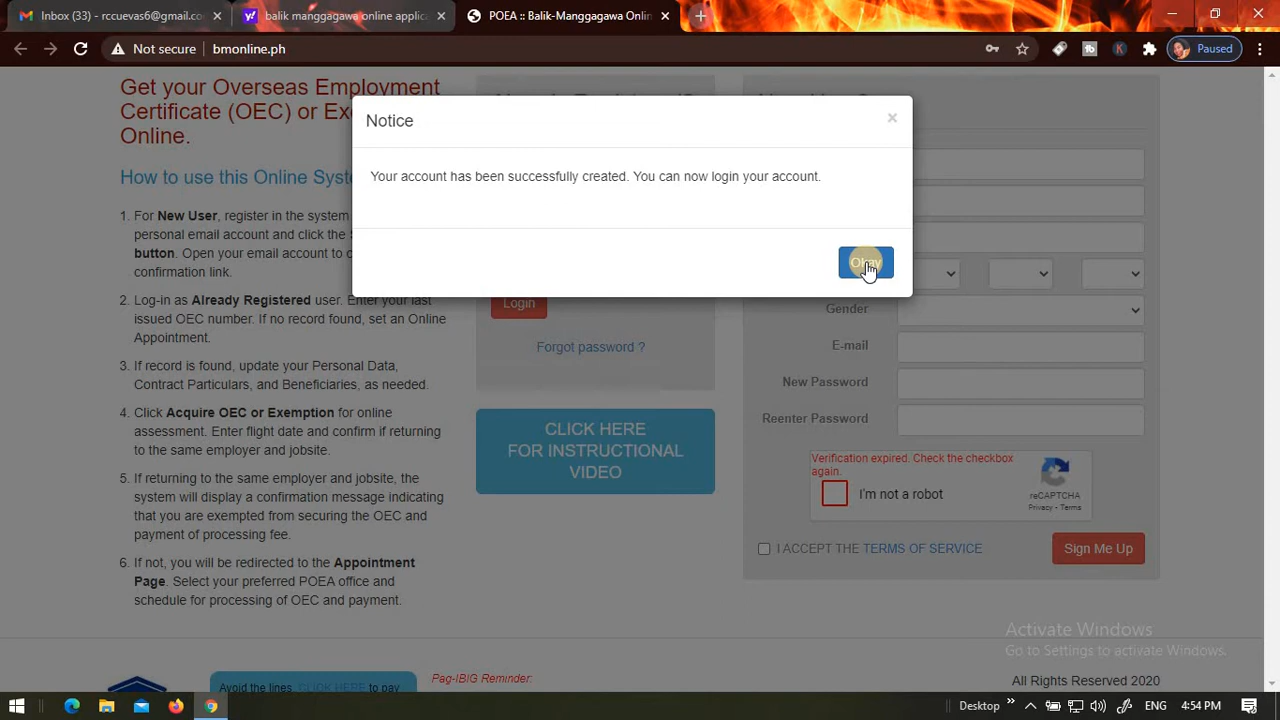 Inbox (33) - rccuevas6@gmail.co
balik manggagawa online applic
POEA :: Balik-Manggagawa Onlin
Not secure
bmonline.ph
Paused
Get your Overseas Employment
Certificate (OEC) or Ex
Online.
How to use this Online Sys
1. For New User, register in the system
personal email account and click the
button. Open your email account to c
confirmation link.
2. Log-in as Already Registered user. Enter your last
issued OEC number. If no record found, set an Online
Appointment.
3. If record is found, update your Personal Data,
Contract Particulars, and Beneficiaries, as needed.
4. Click Acquire OEC or Exemption for online
assessment. Enter flight date and confirm if returning
to the same employer and jobsite.
5. If returning to the same employer and jobsite, the
system will display a confirmation message indicating
that you are exempted from securing the OEC and
payment of processing fee.
6. If not, you will be redirected to the Appointment
Page. Select your preferred POEA office and
schedule for processing of OEC and payment.
Notice
×
Your account has been successfully created. You can now login your account.
Okay
Login
Forgot password ?
CLICK HERE
FOR INSTRUCTIONAL
VIDEO
Gender
E-mail
New Password
Reenter Password
Verification expired. Check the checkbox
again.
I'm not a robot
reCAPTCHA
Privacy - Terms
I ACCEPT THE TERMS OF SERVICE
Sign Me Up
Activate Windows
Go to Settings to activate Windows.
Avoid the lines, CLICK HERE to pay
Pag-IBIG Reminder:
All Rights Reserved 2020
Desktop
ENG
4:54 PM